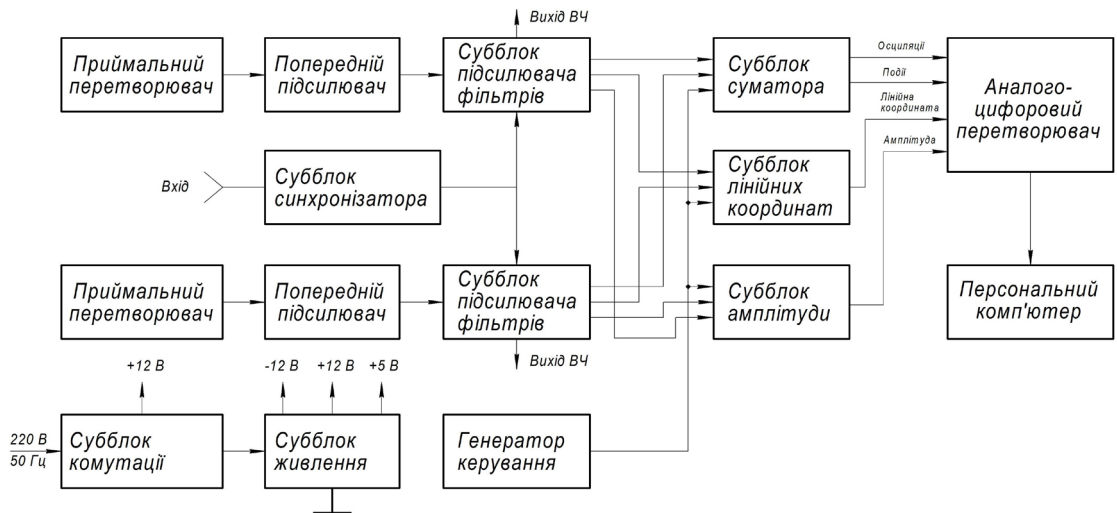 Вихід ВЧ
Приймальний
перетворювач
Попередній
підсилювач
Субблок
підсилювача
фільтрів
Субблок
суматора
Осциляции
Події
Лінійна
координата
Амплітуда
Аналого-
цифоровий
перетворювач
Вхід
Субблок
синхронізатора
Субблок
лінійних
координат
Приймальний
перетворювач
Попередній
підсилювач
Субблок
підсилювача
фільтрів
Субблок
амплітуди
Персональний
комп'ютер
Вихід ВЧ
+12 В
-12 В
+12 В
+5 В
220 В
50 Гц
Субблок
комутації
Субблок
живлення
Генератор
керування